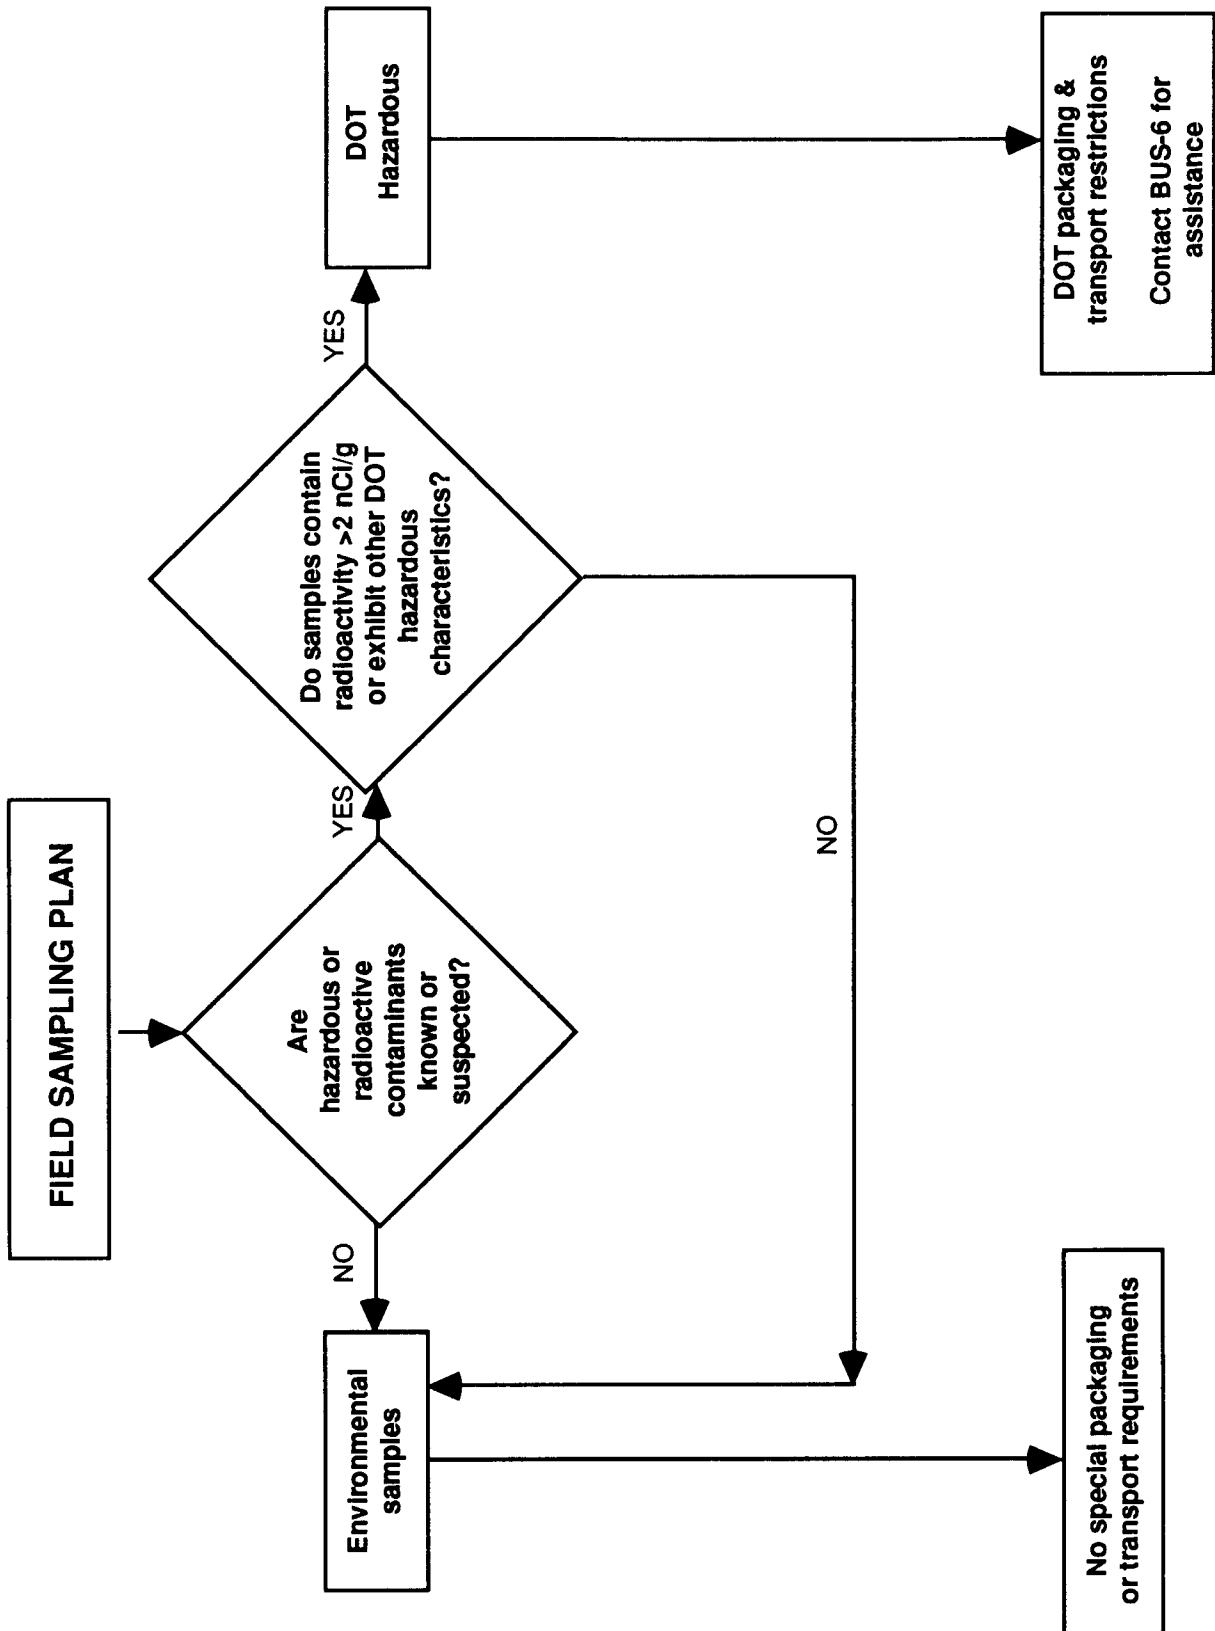 FIELD SAMPLING PLAN
Are
hazardous or
radioactive
contaminants
known or
suspected?
NO
YES
Environmental
samples
Do samples contain
radioactivity >2 nCi/g
or exhibit other DOT
hazardous
characteristics?
YES
DOT
Hazardous
NO
No special packaging
or transport requirements
DOT packaging &
transport restrictions
Contact BUS-6 for
assistance